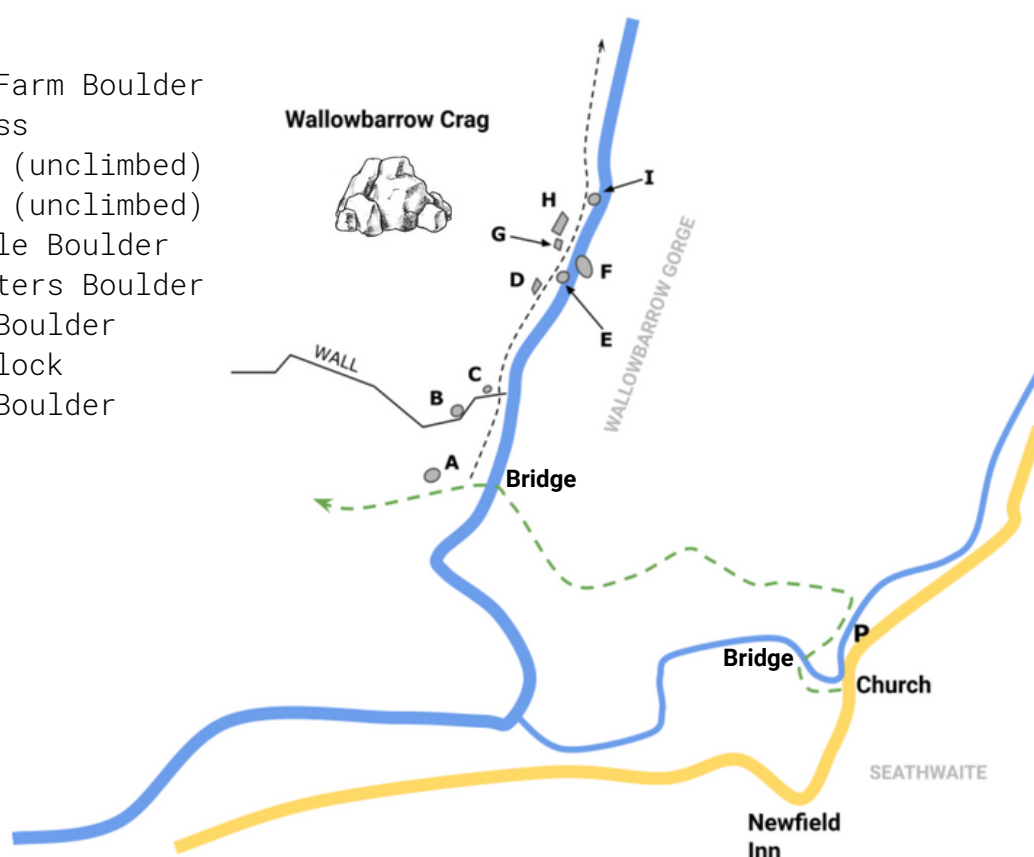 Farm Boulder
ss
(unclimbed)
(unclimbed)
le Boulder
ters Boulder
Boulder
lock
Boulder
Wallowbarrow Crag
I
H
G
F
D
E
WALLOWBARROW GORGE
WALL
C
B
A
Bridge
P
Bridge
Church
SEATHWAITE
Newfield
Inn